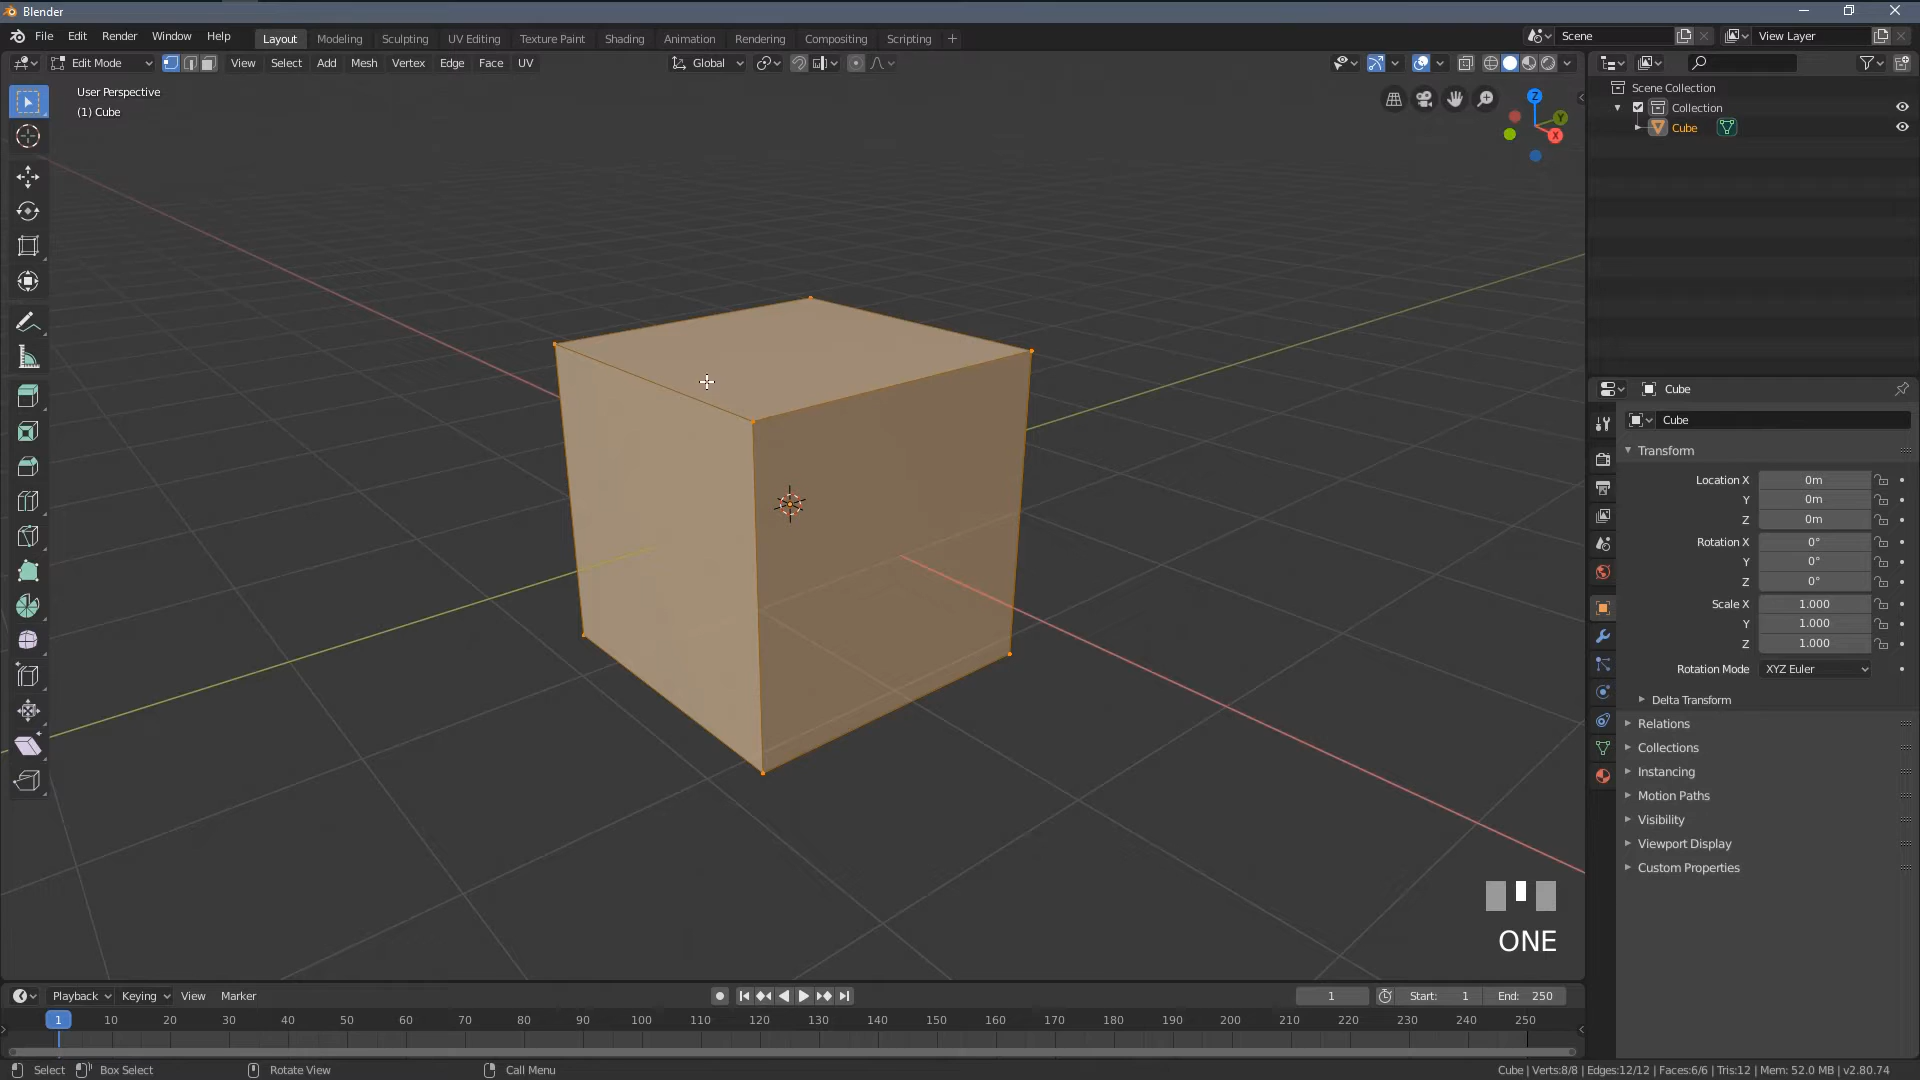 Blender
File Edit Render Window Help Layout Modeling Sculpting UV Editing Texture Paint Shading Animation Rendering Compositing Scripting + Scene View Layer
Edit Mode View Select Add Mesh Vertex Edge Face UV Global
User Perspective
(1) Cube
Z
Y
X
Scene Collection
Collection
Cube
Cube
Cube
Transform
Location X 0m
Y 0m
Z 0m
Rotation X 0°
Y 0°
Z 0°
Scale X 1.000
Y 1.000
Z 1.000
Rotation Mode XYZ Euler
Delta Transform
Relations
Collections
Instancing
Motion Paths
Visibility
Viewport Display
Custom Properties
ONE
Playback Keying View Marker 1 Start: 1 End: 250
1 10 20 30 40 50 60 70 80 90 100 110 120 130 140 150 160 170 180 190 200 210 220 230 240 250
Select Box Select Rotate View Call Menu Cube | Verts:8/8 | Edges:12/12 | Faces:6/6 | Tris:12 | Mem: 52.0 MB | v2.80.74